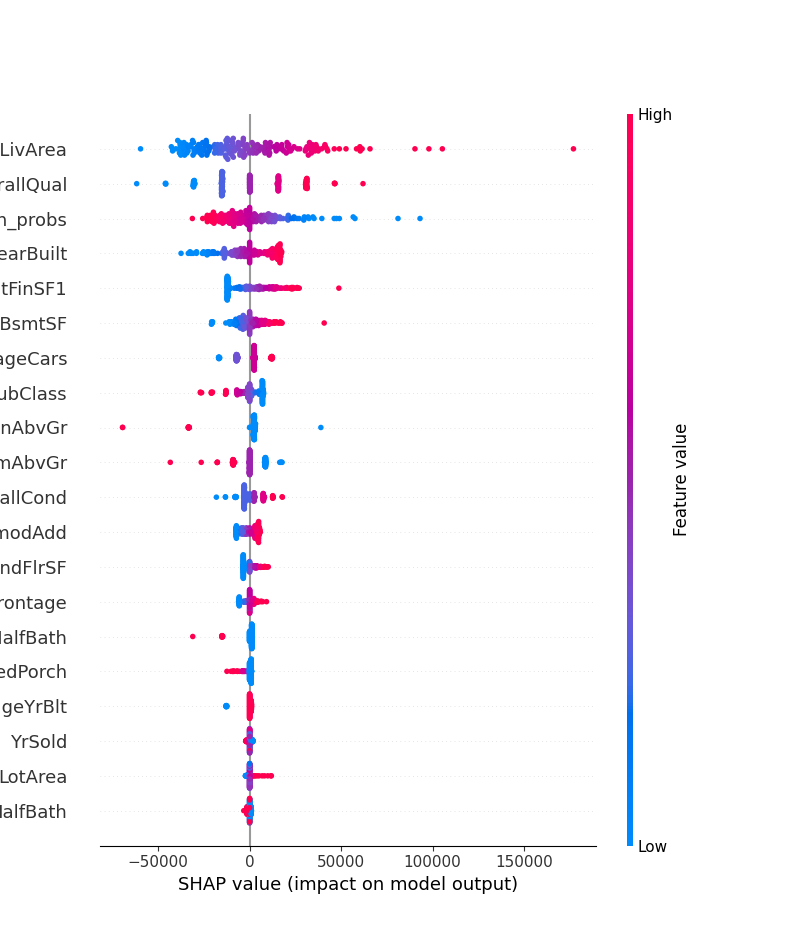 High
LivArea
rallQual
n_probs
earBuilt
tFinSF1
BsmtSF
ageCars
ubClass
nAbvGr
mAbvGr
allCond
modAdd
ndFlrSF
rontage
HalfBath
edPorch
geYrBlt
YrSold
LotArea
HalfBath
Feature value
Low
−50000 0 50000 100000 150000
SHAP value (impact on model output)